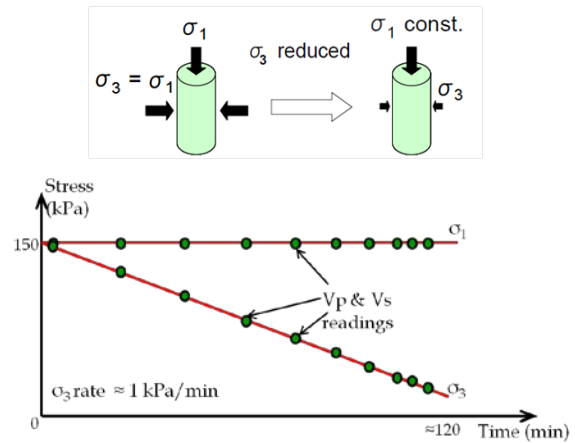 σ1
σ3 reduced
σ1 const.
σ3 = σ1
σ3
Stress
(kPa)
150
σ1
Vp & Vs
readings
σ3 rate ≈ 1 kPa/min
σ3
0
≈120
Time (min)